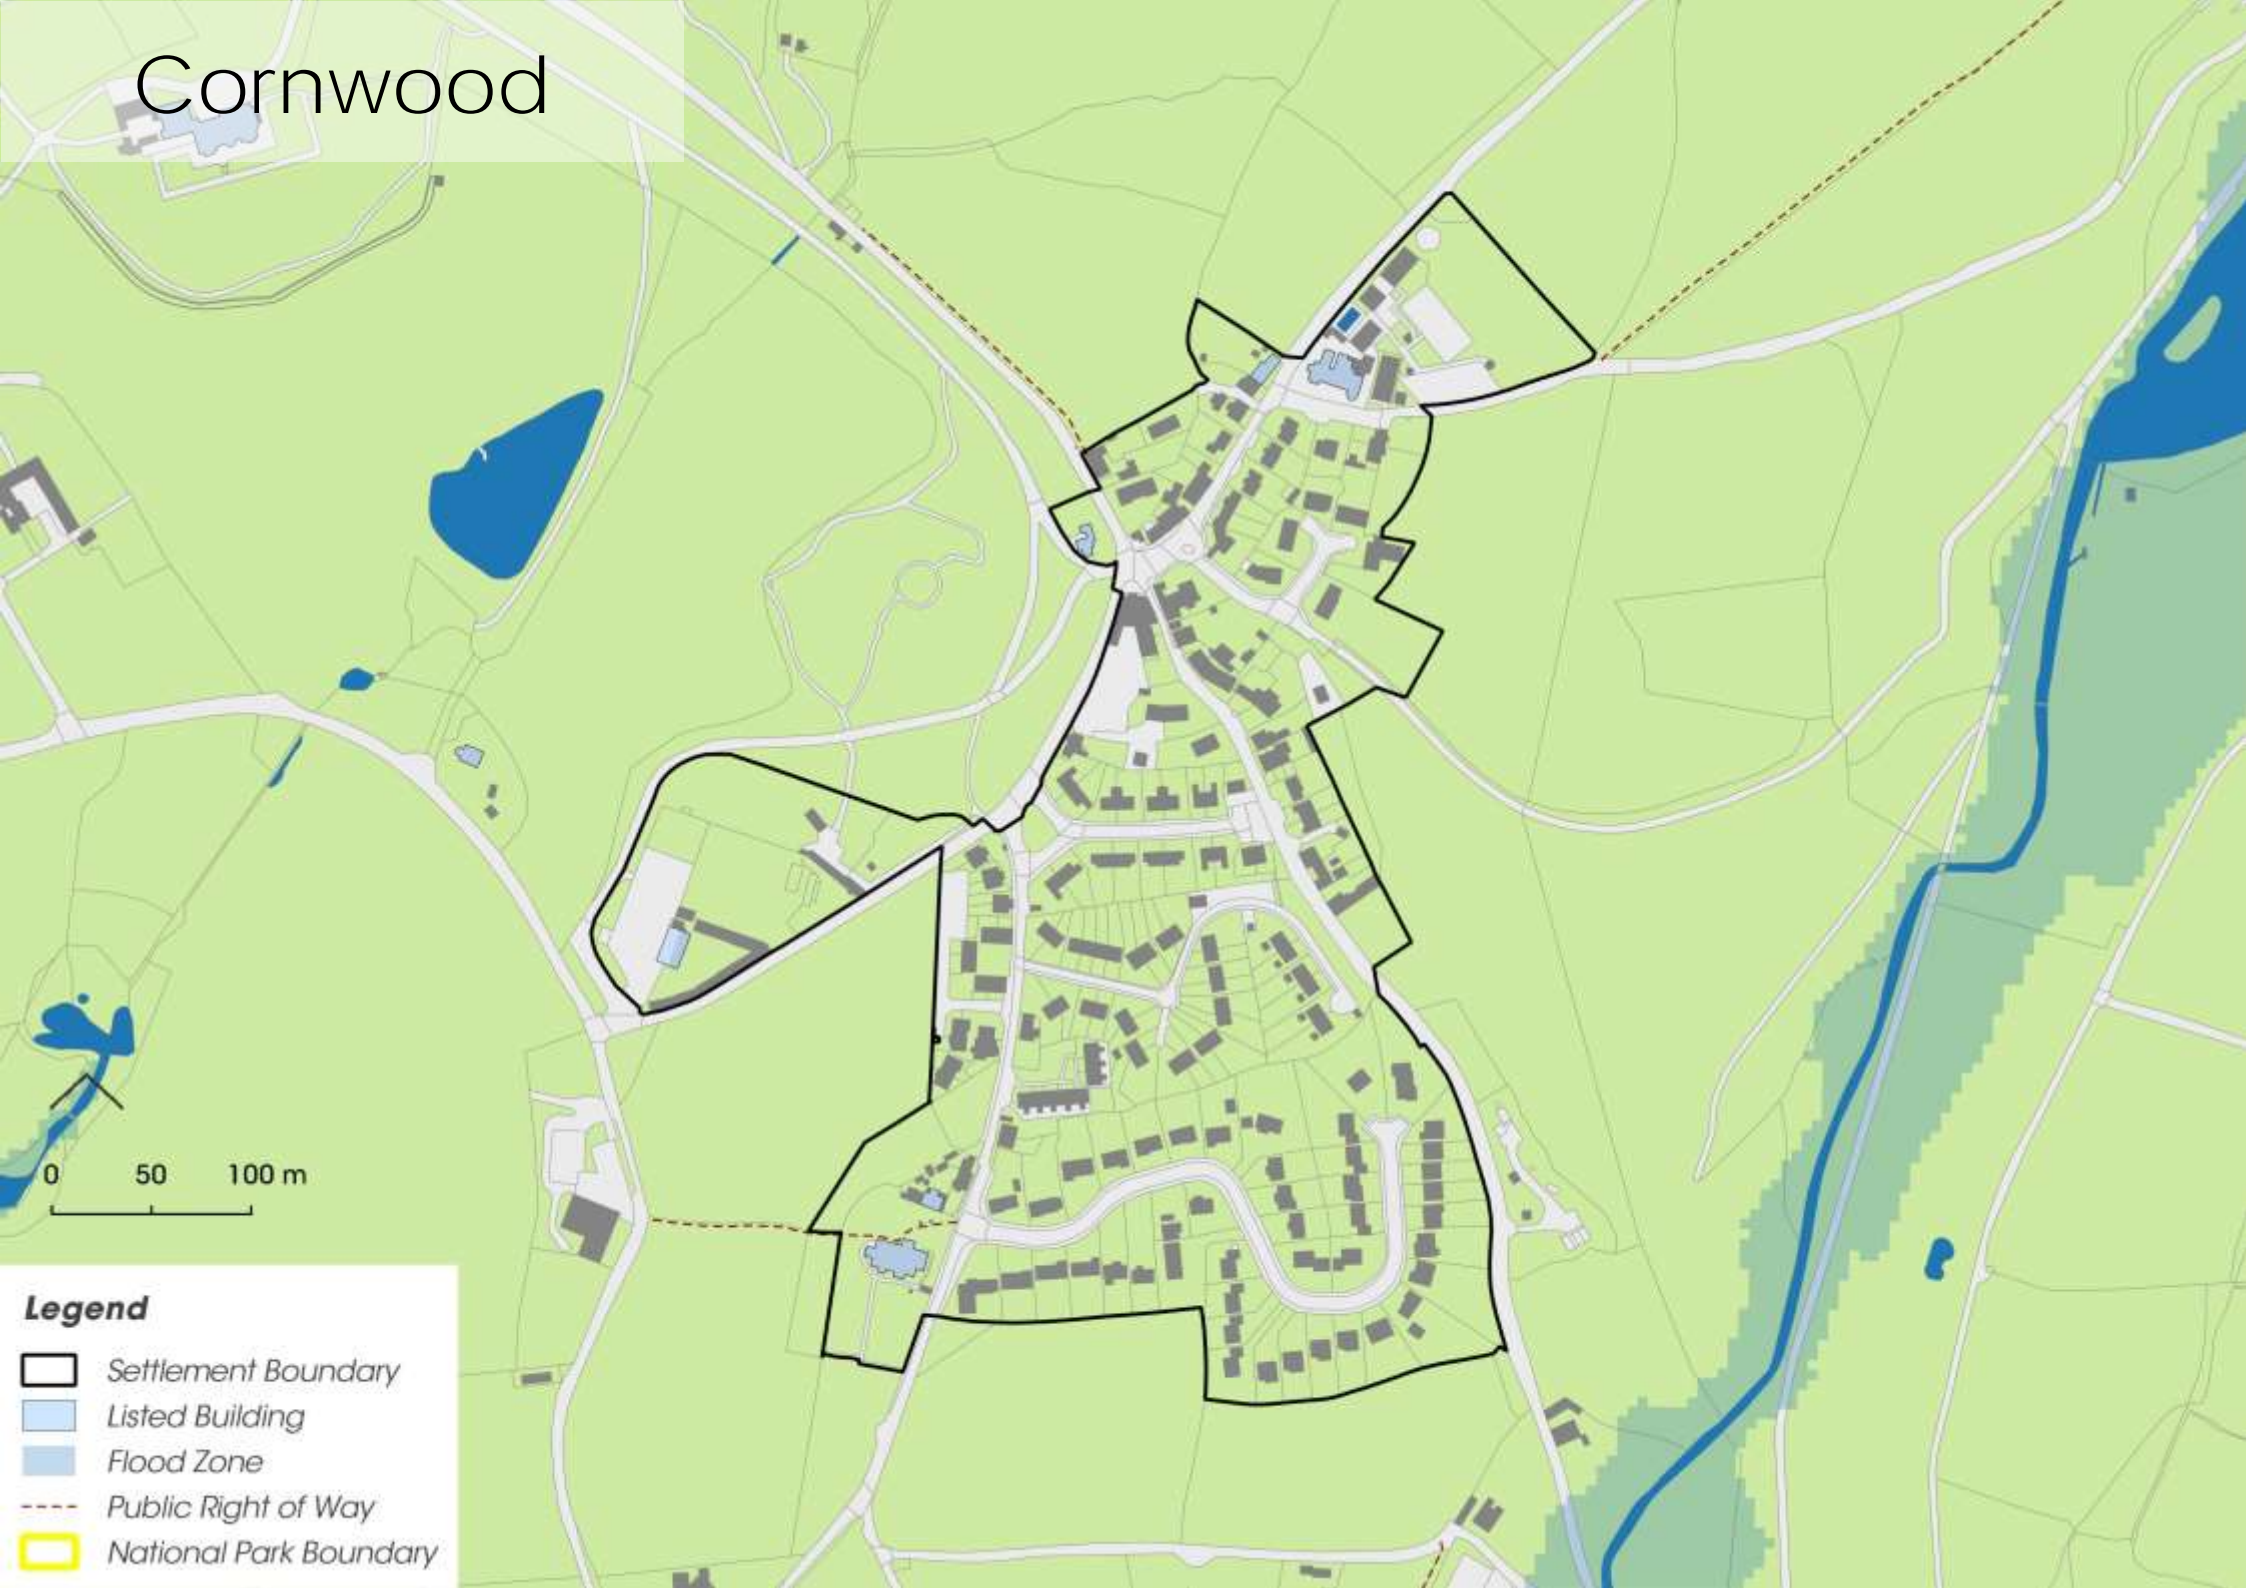 Cornwood
0 50 100 m
Legend
Settlement Boundary
Listed Building
Flood Zone
Public Right of Way
National Park Boundary